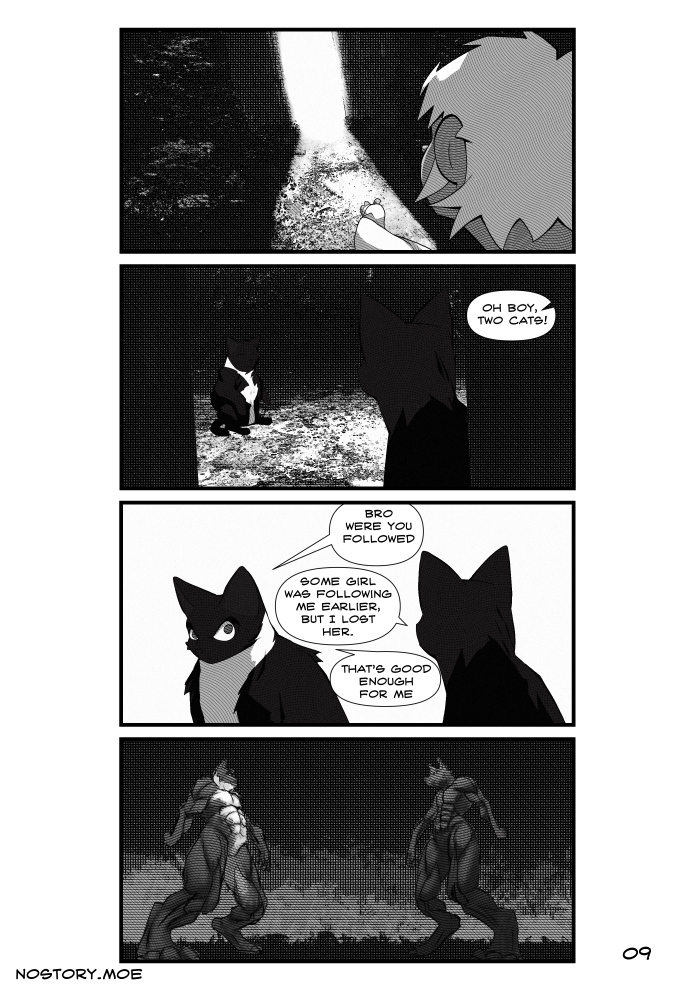 OH BOY,
TWO CATS!
BRO
WERE YOU
FOLLOWED
SOME GIRL
WAS FOLLOWING
ME EARLIER,
BUT I LOST
HER.
THAT'S GOOD
ENOUGH
FOR ME
09
NOSTORY.MOE